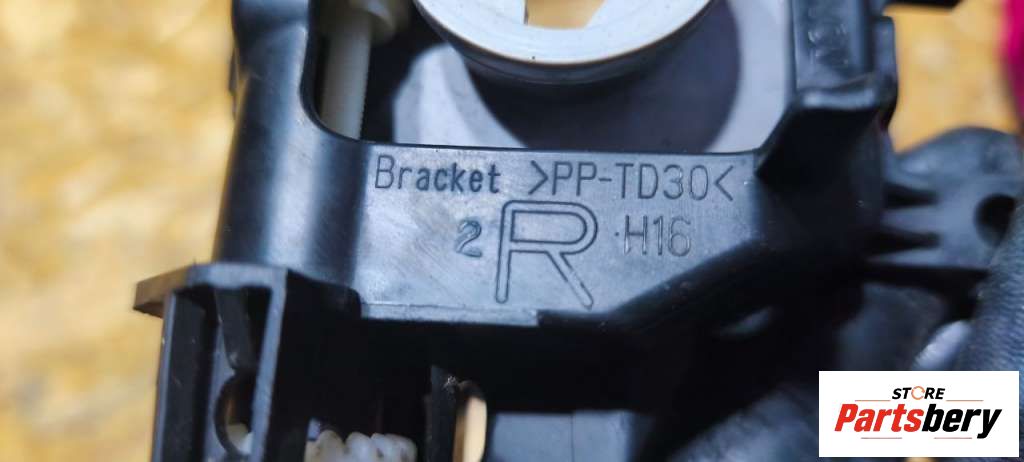 Bracket >PP-TD30<
2 R ·H16
STORE
Partsbery